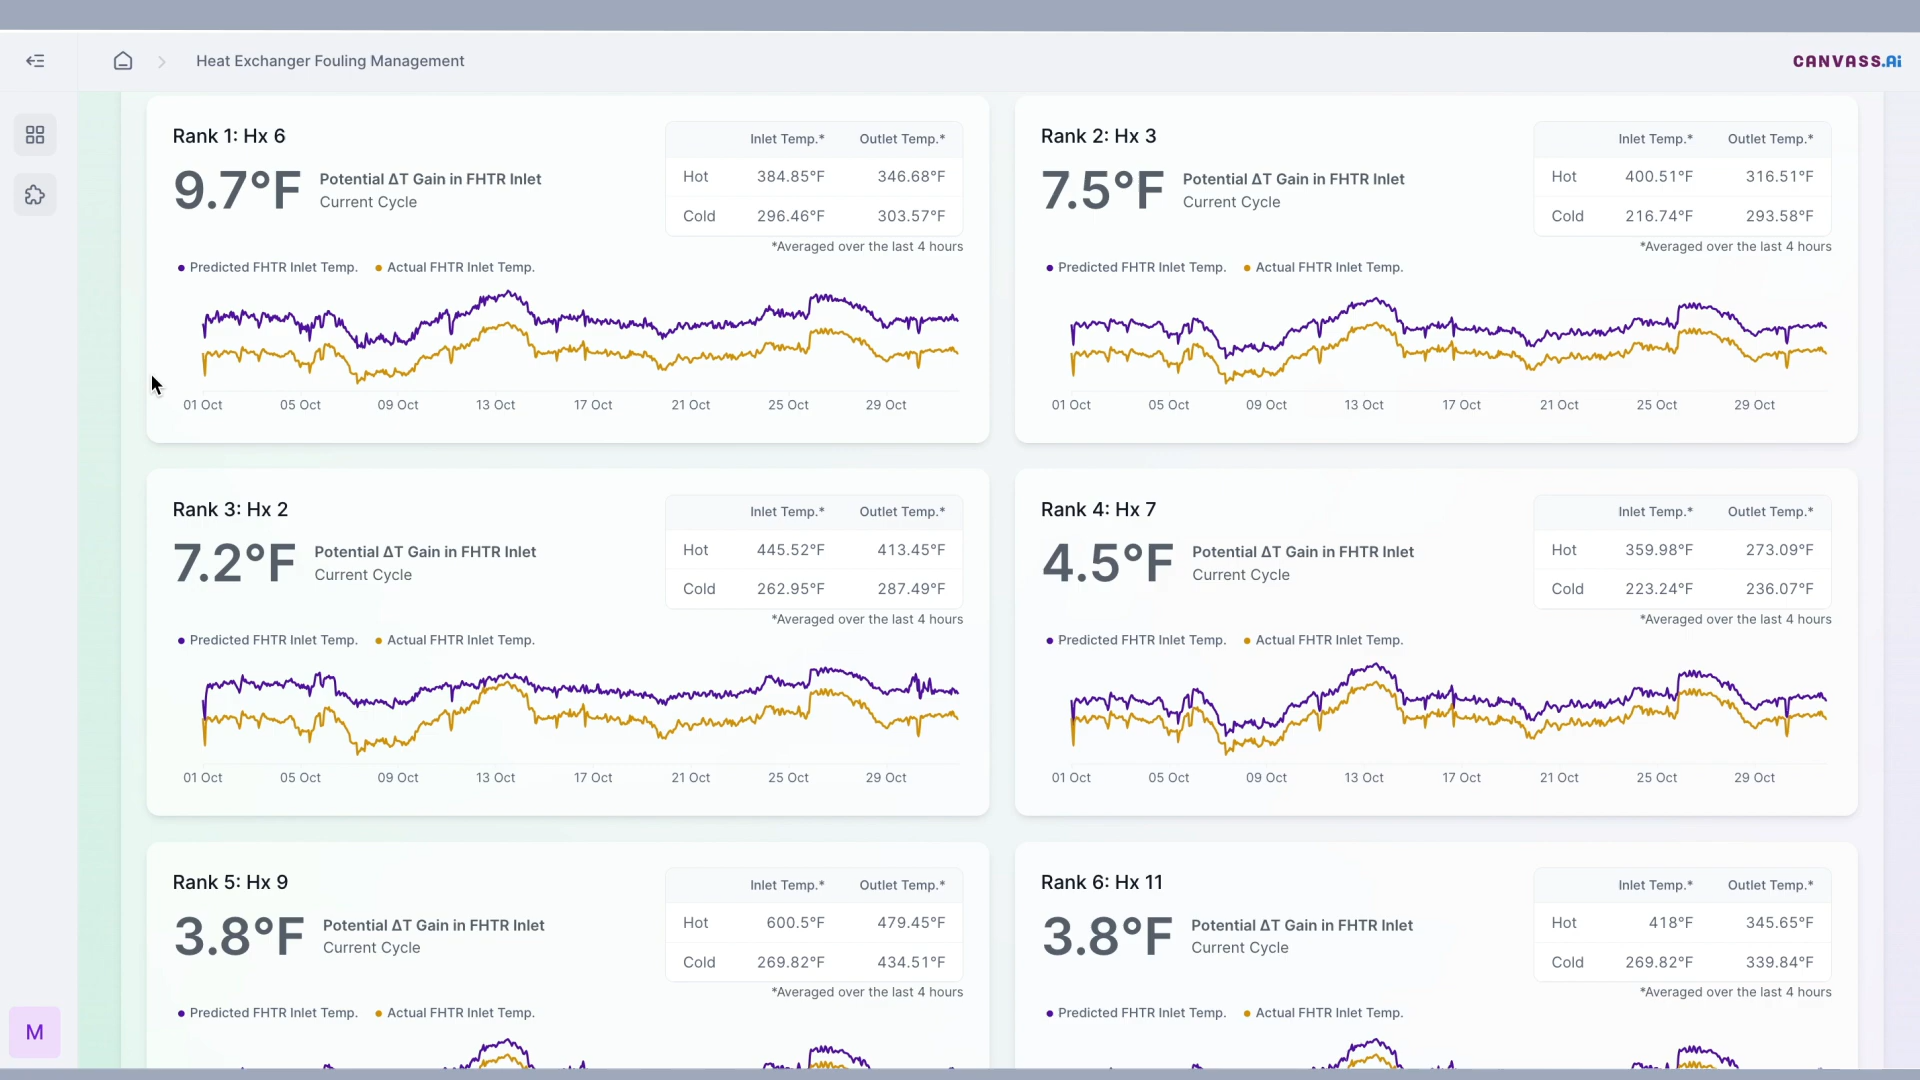 Heat Exchanger Fouling Management
CANVASS.Ai
Rank 1: Hx 6
9.7°F
Potential ΔT Gain in FHTR Inlet
Current Cycle
Inlet Temp.* Outlet Temp.*
Hot 384.85°F 346.68°F
Cold 296.46°F 303.57°F
*Averaged over the last 4 hours
Predicted FHTR Inlet Temp. Actual FHTR Inlet Temp.
01 Oct 05 Oct 09 Oct 13 Oct 17 Oct 21 Oct 25 Oct 29 Oct
Rank 2: Hx 3
7.5°F
Potential ΔT Gain in FHTR Inlet
Current Cycle
Inlet Temp.* Outlet Temp.*
Hot 400.51°F 316.51°F
Cold 216.74°F 293.58°F
*Averaged over the last 4 hours
Predicted FHTR Inlet Temp. Actual FHTR Inlet Temp.
01 Oct 05 Oct 09 Oct 13 Oct 17 Oct 21 Oct 25 Oct 29 Oct
Rank 3: Hx 2
7.2°F
Potential ΔT Gain in FHTR Inlet
Current Cycle
Inlet Temp.* Outlet Temp.*
Hot 445.52°F 413.45°F
Cold 262.95°F 287.49°F
*Averaged over the last 4 hours
Predicted FHTR Inlet Temp. Actual FHTR Inlet Temp.
01 Oct 05 Oct 09 Oct 13 Oct 17 Oct 21 Oct 25 Oct 29 Oct
Rank 4: Hx 7
4.5°F
Potential ΔT Gain in FHTR Inlet
Current Cycle
Inlet Temp.* Outlet Temp.*
Hot 359.98°F 273.09°F
Cold 223.24°F 236.07°F
*Averaged over the last 4 hours
Predicted FHTR Inlet Temp. Actual FHTR Inlet Temp.
01 Oct 05 Oct 09 Oct 13 Oct 17 Oct 21 Oct 25 Oct 29 Oct
Rank 5: Hx 9
3.8°F
Potential ΔT Gain in FHTR Inlet
Current Cycle
Inlet Temp.* Outlet Temp.*
Hot 600.5°F 479.45°F
Cold 269.82°F 434.51°F
*Averaged over the last 4 hours
Predicted FHTR Inlet Temp. Actual FHTR Inlet Temp.
Rank 6: Hx 11
3.8°F
Potential ΔT Gain in FHTR Inlet
Current Cycle
Inlet Temp.* Outlet Temp.*
Hot 418°F 345.65°F
Cold 269.82°F 339.84°F
*Averaged over the last 4 hours
Predicted FHTR Inlet Temp. Actual FHTR Inlet Temp.
M